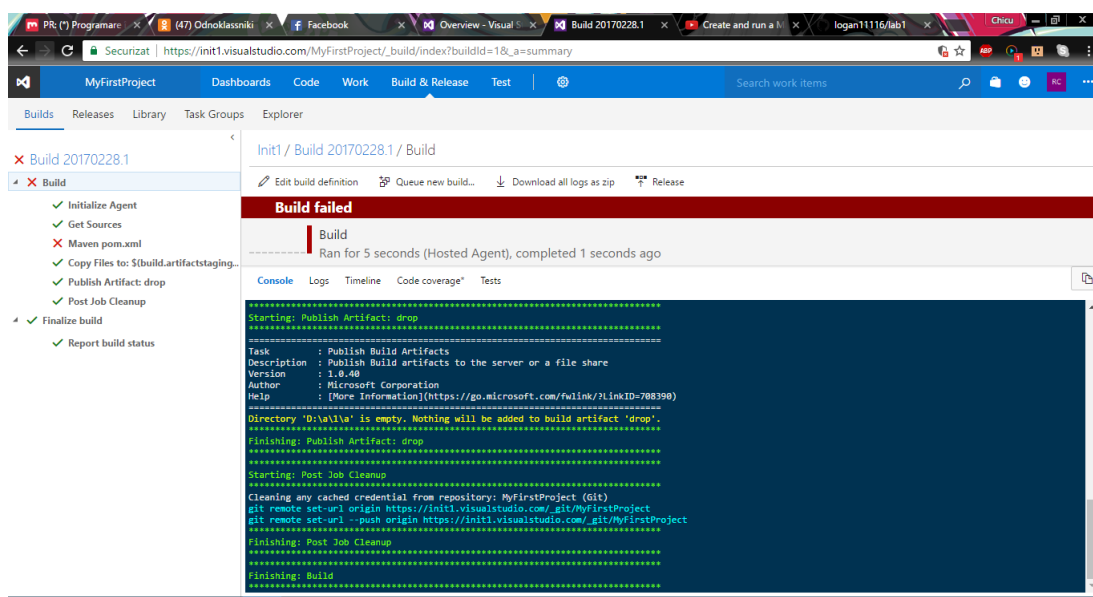 PR: (*) Programare
(47) Odnoklassniki
Facebook
Overview - Visual S
Build 20170228.1
Create and run a M
logan11116/lab1
Chicu
Securizat
https://init1.visualstudio.com/MyFirstProject/_build/index?buildId=1&_a=summary
ABP
1
MyFirstProject
Dashboards
Code
Work
Build & Release
Test
Search work items
RC
Builds
Releases
Library
Task Groups
Explorer
Build 20170228.1
Build
Initialize Agent
Get Sources
Maven pom.xml
Copy Files to: $(build.artifactstaging...
Publish Artifact: drop
Post Job Cleanup
Finalize build
Report build status
Init1 / Build 20170228.1 / Build
Edit build definition
Queue new build...
Download all logs as zip
Release
Build failed
Build
Ran for 5 seconds (Hosted Agent), completed 1 seconds ago
Console
Logs
Timeline
Code coverage*
Tests
******************************************************************************
Starting: Publish Artifact: drop
******************************************************************************
==============================================================================
Task : Publish Build Artifacts
Description : Publish Build artifacts to the server or a file share
Version : 1.0.40
Author : Microsoft Corporation
Help : [More Information](https://go.microsoft.com/fwlink/?LinkID=708390)
==============================================================================
Directory 'D:\a\1\a' is empty. Nothing will be added to build artifact 'drop'.
******************************************************************************
Finishing: Publish Artifact: drop
******************************************************************************
******************************************************************************
Starting: Post Job Cleanup
******************************************************************************
Cleaning any cached credential from repository: MyFirstProject (Git)
git remote set-url origin https://init1.visualstudio.com/_git/MyFirstProject
git remote set-url --push origin https://init1.visualstudio.com/_git/MyFirstProject
******************************************************************************
Finishing: Post Job Cleanup
******************************************************************************
******************************************************************************
Finishing: Build
******************************************************************************